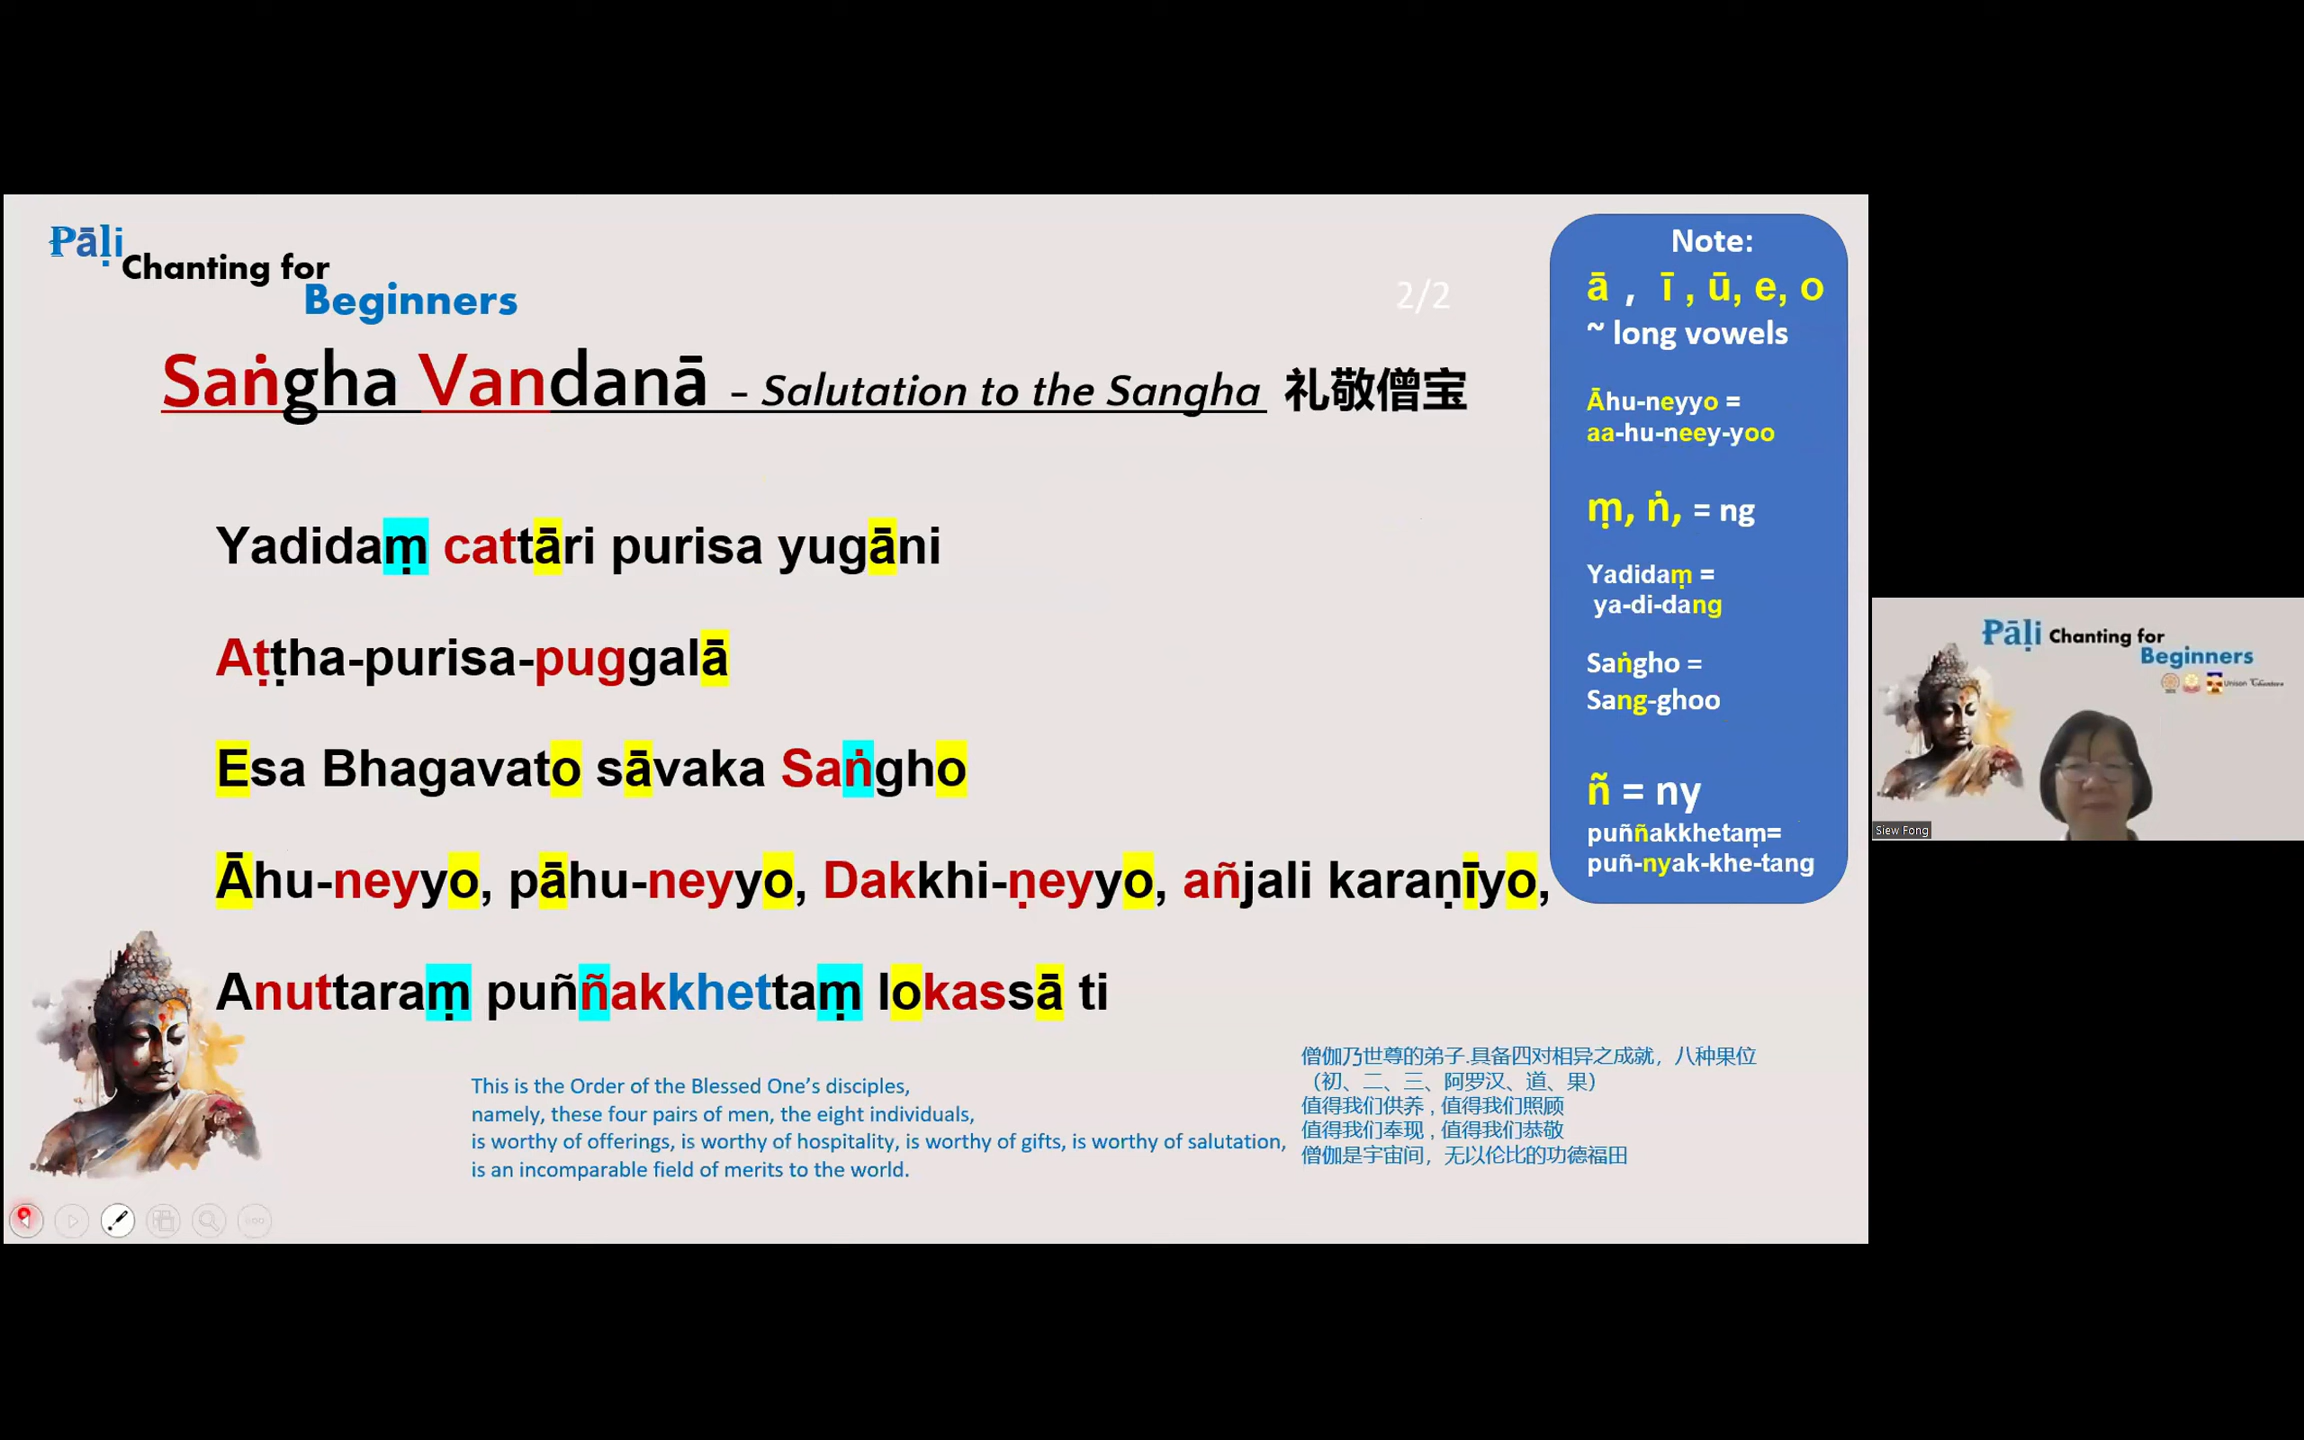 Pāḷi
Chanting for
Beginners
2/2
Saṅgha Vandanā – Salutation to the Sangha 礼敬僧宝
Yadidaṃ cattāri purisa yugāni
Aṭṭha-purisa-puggalā
Esa Bhagavato sāvaka Saṅgho
Āhu-neyyo, pāhu-neyyo, Dakkhi-ṇeyyo, añjali karaṇīyo,
Anuttaraṃ puññakkhettaṃ lokassā ti
This is the Order of the Blessed One’s disciples,
namely, these four pairs of men, the eight individuals,
is worthy of offerings, is worthy of hospitality, is worthy of gifts, is worthy of salutation,
is an incomparable field of merits to the world.
僧伽乃世尊的弟子.具备四对相异之成就，八种果位
（初、二、三、阿罗汉、道、果）
值得我们供养 , 值得我们照顾
值得我们奉现 , 值得我们恭敬
僧伽是宇宙间，无以伦比的功德福田
Note:
ā , ī , ū, e, o
~ long vowels
Āhu-neyyo =
aa-hu-neey-yoo
ṃ, ṅ, = ng
Yadidaṃ =
ya-di-dang
Saṅgho =
Sang-ghoo
ñ = ny
puññakkhetaṃ=
puñ-nyak-khe-tang
Pāḷi Chanting for
Beginners
Unison Chanters
Siew Fong